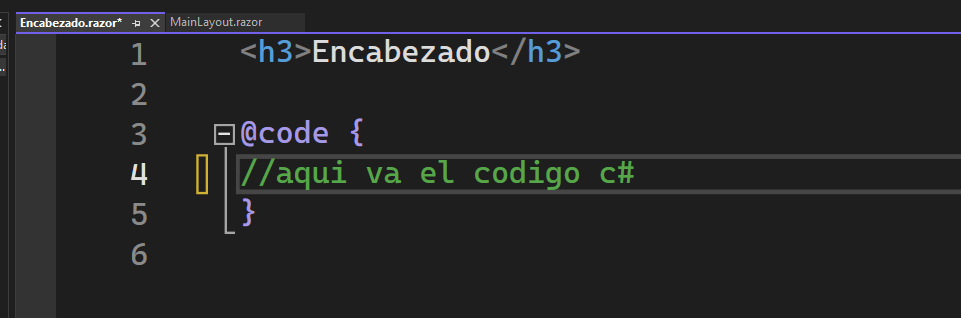 Encabezado.razor* MainLayout.razor
1 <h3>Encabezado</h3>
2
3 @code {
4 //aqui va el codigo c#
5 }
6